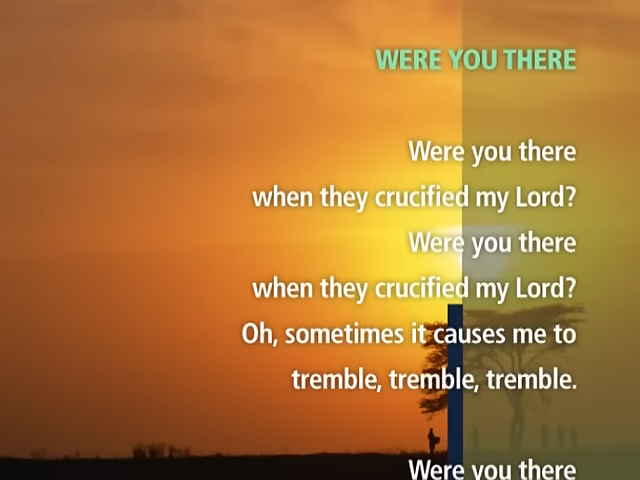 WERE YOU THERE
Were you there
when they crucified my Lord?
Were you there
when they crucified my Lord?
Oh, sometimes it causes me to
tremble, tremble, tremble.
Were you there